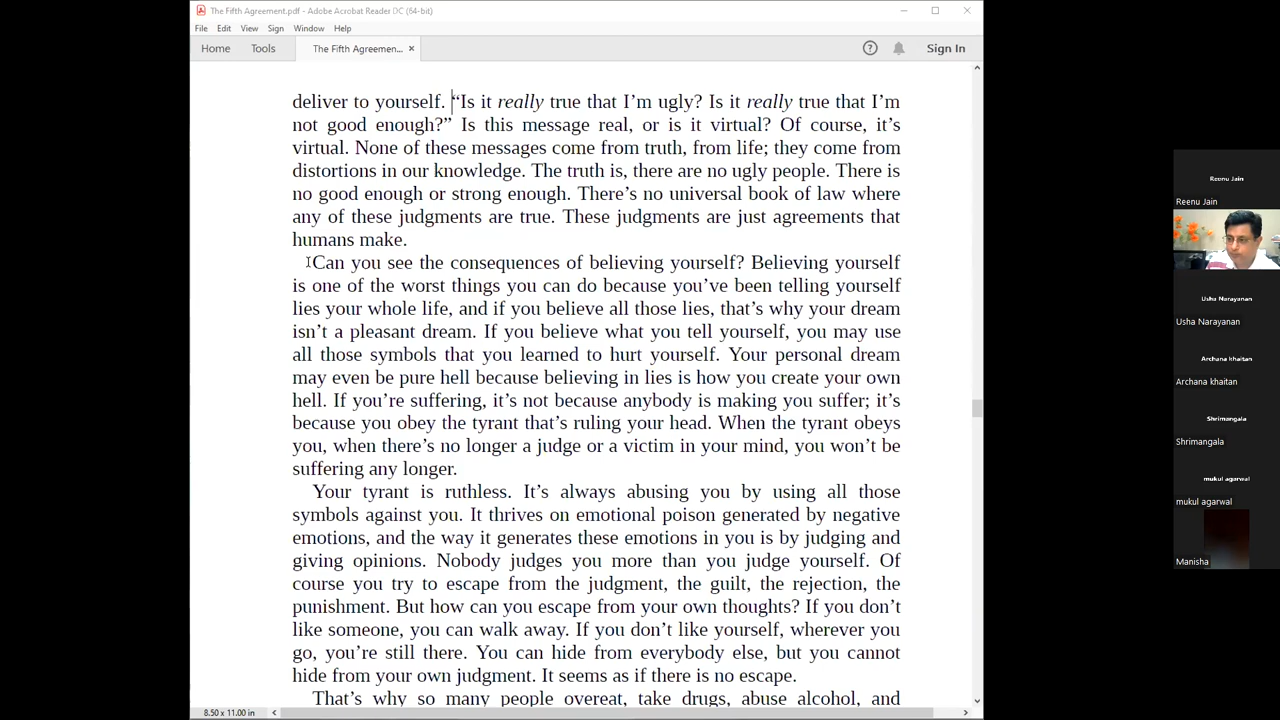 The Fifth Agreement.pdf - Adobe Acrobat Reader DC (64-bit)
File Edit View Sign Window Help
Home Tools The Fifth Agreemen... × Sign In
deliver to yourself. “Is it really true that I’m ugly? Is it really true that I’m
not good enough?” Is this message real, or is it virtual? Of course, it’s
virtual. None of these messages come from truth, from life; they come from
distortions in our knowledge. The truth is, there are no ugly people. There is
no good enough or strong enough. There’s no universal book of law where
any of these judgments are true. These judgments are just agreements that
humans make.
Can you see the consequences of believing yourself? Believing yourself
is one of the worst things you can do because you’ve been telling yourself
lies your whole life, and if you believe all those lies, that’s why your dream
isn’t a pleasant dream. If you believe what you tell yourself, you may use
all those symbols that you learned to hurt yourself. Your personal dream
may even be pure hell because believing in lies is how you create your own
hell. If you’re suffering, it’s not because anybody is making you suffer; it’s
because you obey the tyrant that’s ruling your head. When the tyrant obeys
you, when there’s no longer a judge or a victim in your mind, you won’t be
suffering any longer.
Your tyrant is ruthless. It’s always abusing you by using all those
symbols against you. It thrives on emotional poison generated by negative
emotions, and the way it generates these emotions in you is by judging and
giving opinions. Nobody judges you more than you judge yourself. Of
course you try to escape from the judgment, the guilt, the rejection, the
punishment. But how can you escape from your own thoughts? If you don’t
like someone, you can walk away. If you don’t like yourself, wherever you
go, you’re still there. You can hide from everybody else, but you cannot
hide from your own judgment. It seems as if there is no escape.
That’s why so many people overeat, take drugs, abuse alcohol, and
8.50 x 11.00 in
Reenu Jain
Reenu Jain
Usha Narayanan
Usha Narayanan
Archana khaitan
Archana khaitan
Shrimangala
Shrimangala
mukul agarwal
mukul agarwal
Manisha